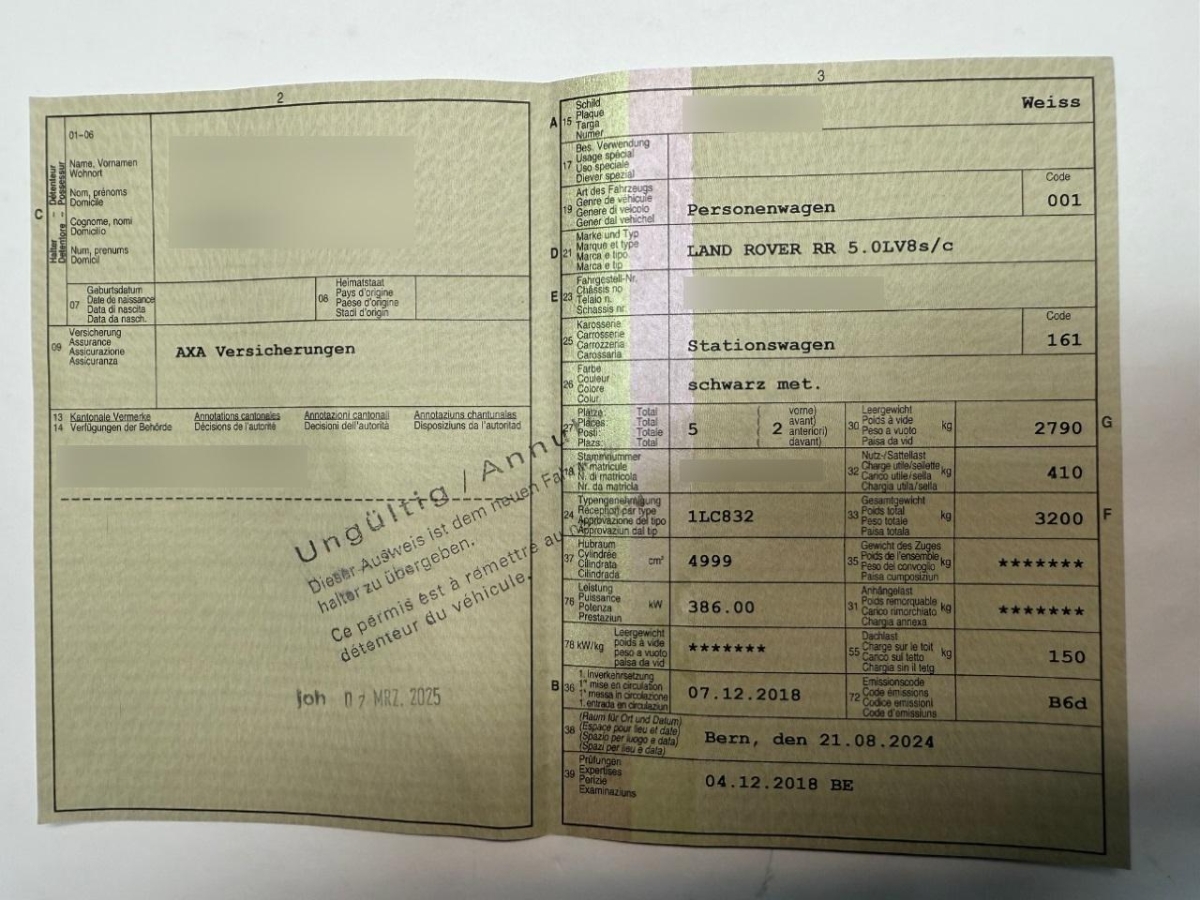 2
01-06
Halter - Détenteur
Detentore - Possessur
C
Name, Vornamen
Wohnort
Nom, prénoms
Domicile
Cognome, nomi
Domicilio
Num, prenums
Domicil
07
Geburtsdatum
Date de naissance
Data di nascita
Data da nasch.
08
Heimatstaat
Pays d'origine
Paese d'origine
Stadi d'origin
09
Versicherung
Assurance
Assicurazione
Assicuranza
AXA Versicherungen
13 Kantonale Vermerke Annotations cantonales Annotazioni cantonali Annotaziuns chantunales
14 Verfügungen der Behörde Décisions de l'autorité Decisioni dell'autorità Disposiziuns da l'autoritad
Ungültig / Annul
Dieser Ausweis ist dem neuen Fahr
halter zu übergeben.
Ce permis est à remettre au
détenteur du véhicule.
Joh 07 MRZ. 2025
3
A 15
Schild
Plaque
Targa
Numer
Weiss
17
Bes. Verwendung
Usage spécial
Uso speciale
Diever spezial
19
Art des Fahrzeugs
Genre de véhicule
Genere di veicolo
Gener dal vehichel
Personenwagen
Code
001
D 21
Marke und Typ
Marque et type
Marca e tipo
Marca e tip
LAND ROVER RR 5.0LV8s/c
E 23
Fahrgestell-Nr.
Châssis no
Telaio n.
Schassis nr.
25
Karosserie
Carrosserie
Carrozzeria
Carossaria
Stationswagen
Code
161
26
Farbe
Couleur
Colore
Colur
schwarz met.
27
Plätze Total
Places: Total
Posti: Totale
Plazs: Total
5
( 2 vorne)
( avant)
( anteriori)
( davant)
30
Leergewicht
Poids à vide
Peso a vuoto
Paisa da vid
kg
2790
G
Stammnummer
N° matricule
N. di matricola
Nr. da matricla
32
Nutz-/Sattellast
Charge utile/sellette
Carico utile/sella
Chargia utila/sella
kg
410
24
Typengenehmigung
Réception par type
Approvazione del tipo
Approvaziun dal tip
1LC832
33
Gesamtgewicht
Poids total
Peso totale
Paisa totala
kg
3200
F
37
Hubraum
Cylindrée
Cilindrata
Cilindrada
cm³
4999
35
Gewicht des Zuges
Poids de l'ensemble
Peso del convoglio
Paisa cumposiziun
kg
*******
76
Leistung
Puissance
Potenza
Prestaziun
kW
386.00
31
Anhängelast
Poids remorquable
Carico rimorchiato
Chargia annexa
kg
*******
78 kW/kg
Leergewicht
poids à vide
peso a vuoto
paisa da vid
*******
55
Dachlast
Charge sur le toit
Carico sul tetto
Chargia sin il tetg
kg
150
B 36
1. Inverkehrsetzung
1re mise en circulation
1a messa in circolazione
1. entrada en circulaziun
07.12.2018
72
Emissionscode
Code émissions
Codice emissioni
Code d'emissiuns
B6d
38
(Raum für Ort und Datum)
(Espace pour lieu et date)
(Spazio per luogo e data)
(Spazi per lieu e data)
Bern, den 21.08.2024
39
Prüfungen
Expertises
Perizie
Examinaziuns
04.12.2018 BE